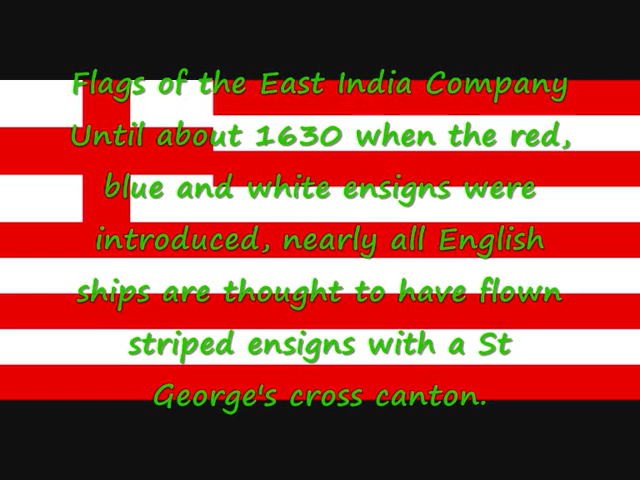 Flags of the East India Company
Until about 1630 when the red,
blue and white ensigns were
introduced, nearly all English
ships are thought to have flown
striped ensigns with a St
George's cross canton.